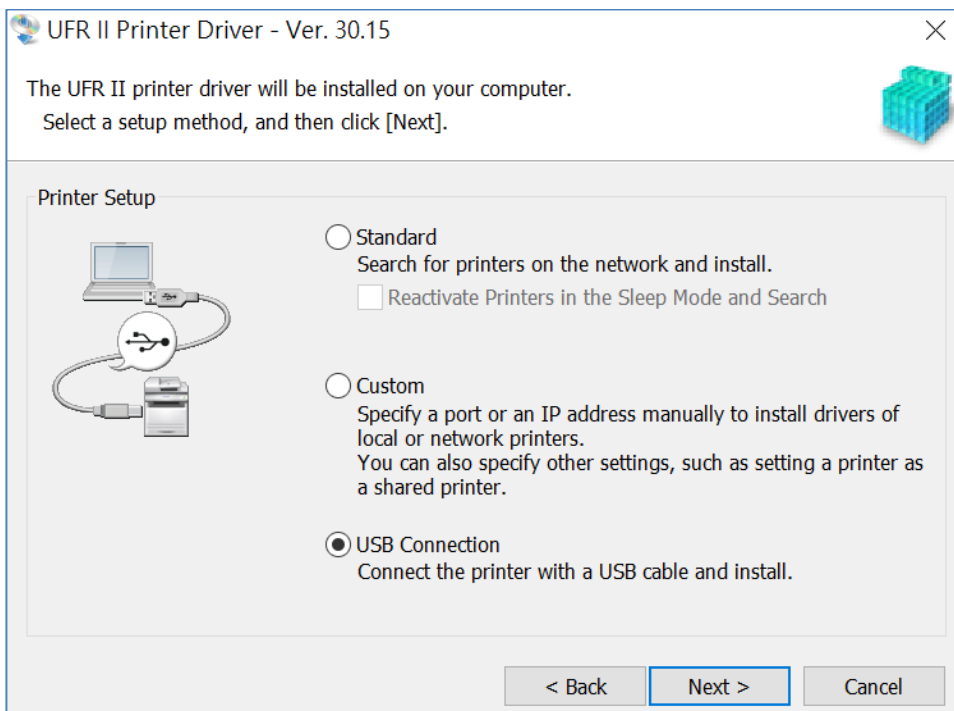 UFR II Printer Driver - Ver. 30.15
The UFR II printer driver will be installed on your computer.
Select a setup method, and then click [Next].
Printer Setup
Standard
Search for printers on the network and install.
Reactivate Printers in the Sleep Mode and Search
Custom
Specify a port or an IP address manually to install drivers of
local or network printers.
You can also specify other settings, such as setting a printer as
a shared printer.
USB Connection
Connect the printer with a USB cable and install.
< Back
Next >
Cancel